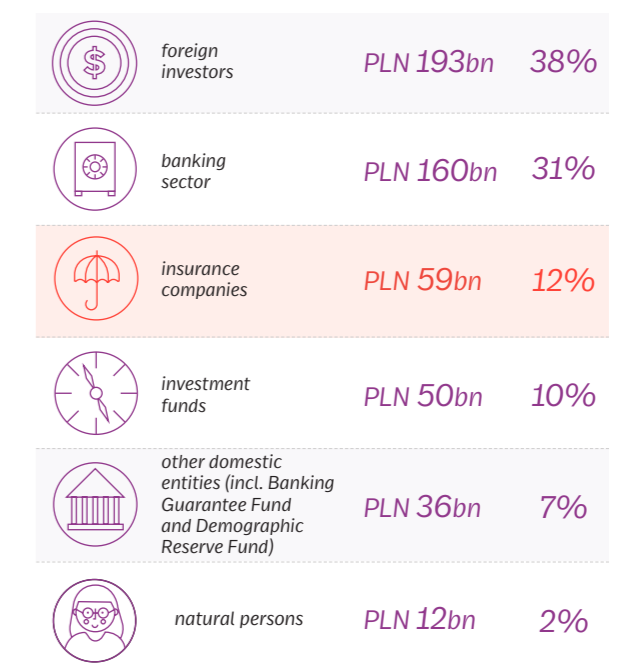 $
foreign
investors
PLN 193bn
38%
banking
sector
PLN 160bn
31%
insurance
companies
PLN 59bn
12%
investment
funds
PLN 50bn
10%
other domestic
entities (incl. Banking
Guarantee Fund
and Demographic
Reserve Fund)
PLN 36bn
7%
natural persons
PLN 12bn
2%